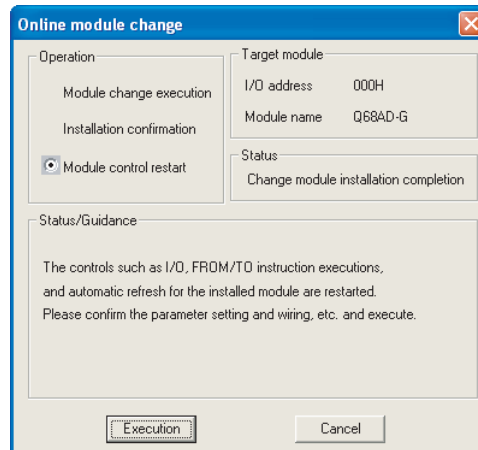 Online module change
Operation
Module change execution
Installation confirmation
Module control restart
Target module
I/O address 000H
Module name Q68AD-G
Status
Change module installation completion
Status/Guidance
The controls such as I/O, FROM/TO instruction executions,
and automatic refresh for the installed module are restarted.
Please confirm the parameter setting and wiring, etc. and execute.
Execution Cancel